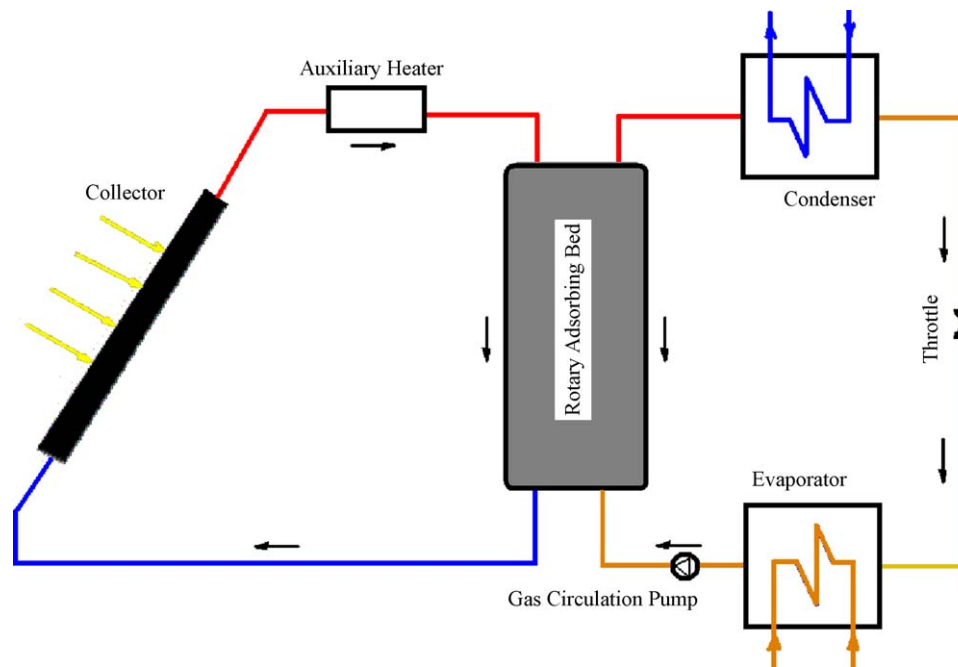 Auxiliary Heater
Collector
Condenser
Rotary Adsorbing Bed
Throttle
Evaporator
Gas Circulation Pump